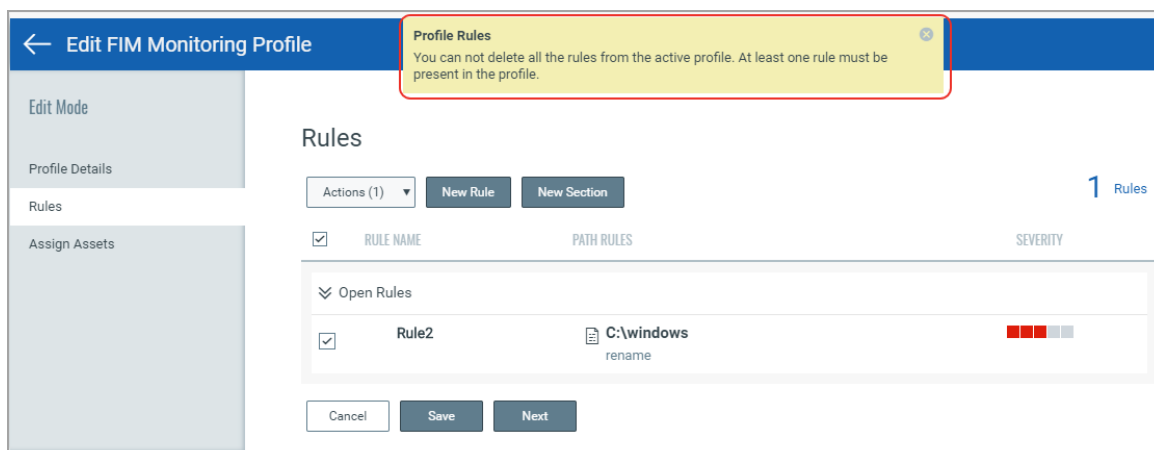 Edit FIM Monitoring Profile
Profile Rules
You can not delete all the rules from the active profile. At least one rule must be
present in the profile.
Edit Mode
Profile Details
Rules
Assign Assets
Rules
Actions (1) New Rule New Section
1 Rules
RULE NAME PATH RULES SEVERITY
Open Rules
Rule2 C:\windows
rename
Cancel Save Next